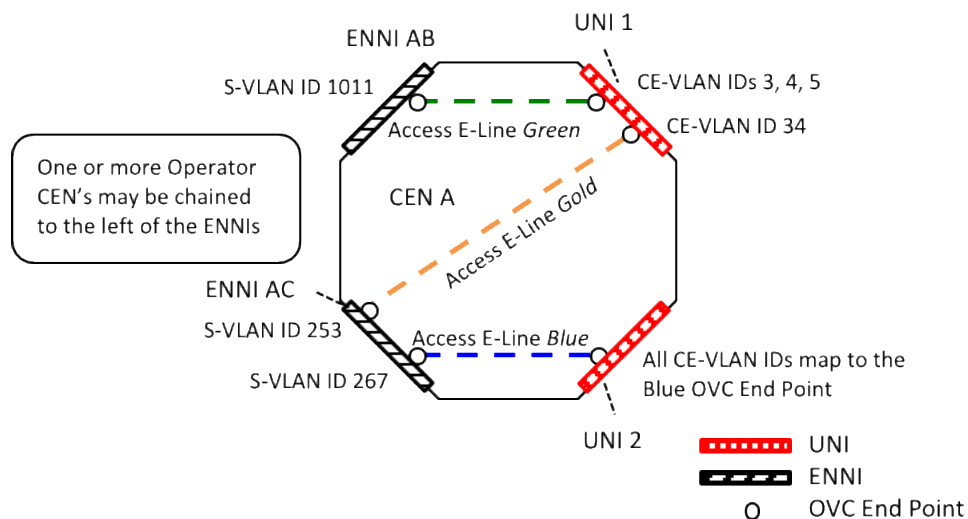 UNI 1
ENNI AB
S-VLAN ID 1011
CE-VLAN IDs 3, 4, 5
Access E-Line Green
CE-VLAN ID 34
One or more Operator
CEN's may be chained
to the left of the ENNIs
CEN A
Access E-Line Gold
ENNI AC
S-VLAN ID 253
Access E-Line Blue
S-VLAN ID 267
All CE-VLAN IDs map to the
Blue OVC End Point
UNI 2
UNI
ENNI
OVC End Point